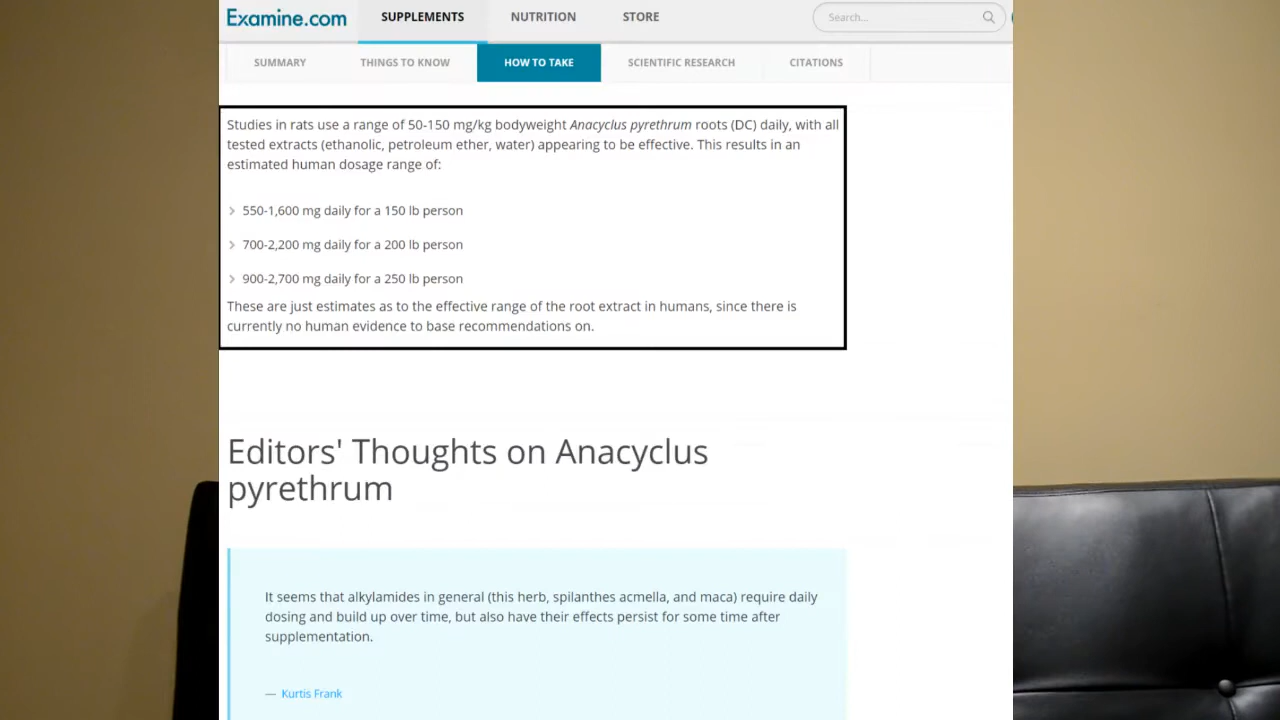 Examine.com SUPPLEMENTS NUTRITION STORE Search...
SUMMARY THINGS TO KNOW HOW TO TAKE SCIENTIFIC RESEARCH CITATIONS
Studies in rats use a range of 50-150 mg/kg bodyweight Anacyclus pyrethrum roots (DC) daily, with all
tested extracts (ethanolic, petroleum ether, water) appearing to be effective. This results in an
estimated human dosage range of:
550-1,600 mg daily for a 150 lb person
700-2,200 mg daily for a 200 lb person
900-2,700 mg daily for a 250 lb person
These are just estimates as to the effective range of the root extract in humans, since there is
currently no human evidence to base recommendations on.
Editors' Thoughts on Anacyclus
pyrethrum
It seems that alkylamides in general (this herb, spilanthes acmella, and maca) require daily
dosing and build up over time, but also have their effects persist for some time after
supplementation.
— Kurtis Frank